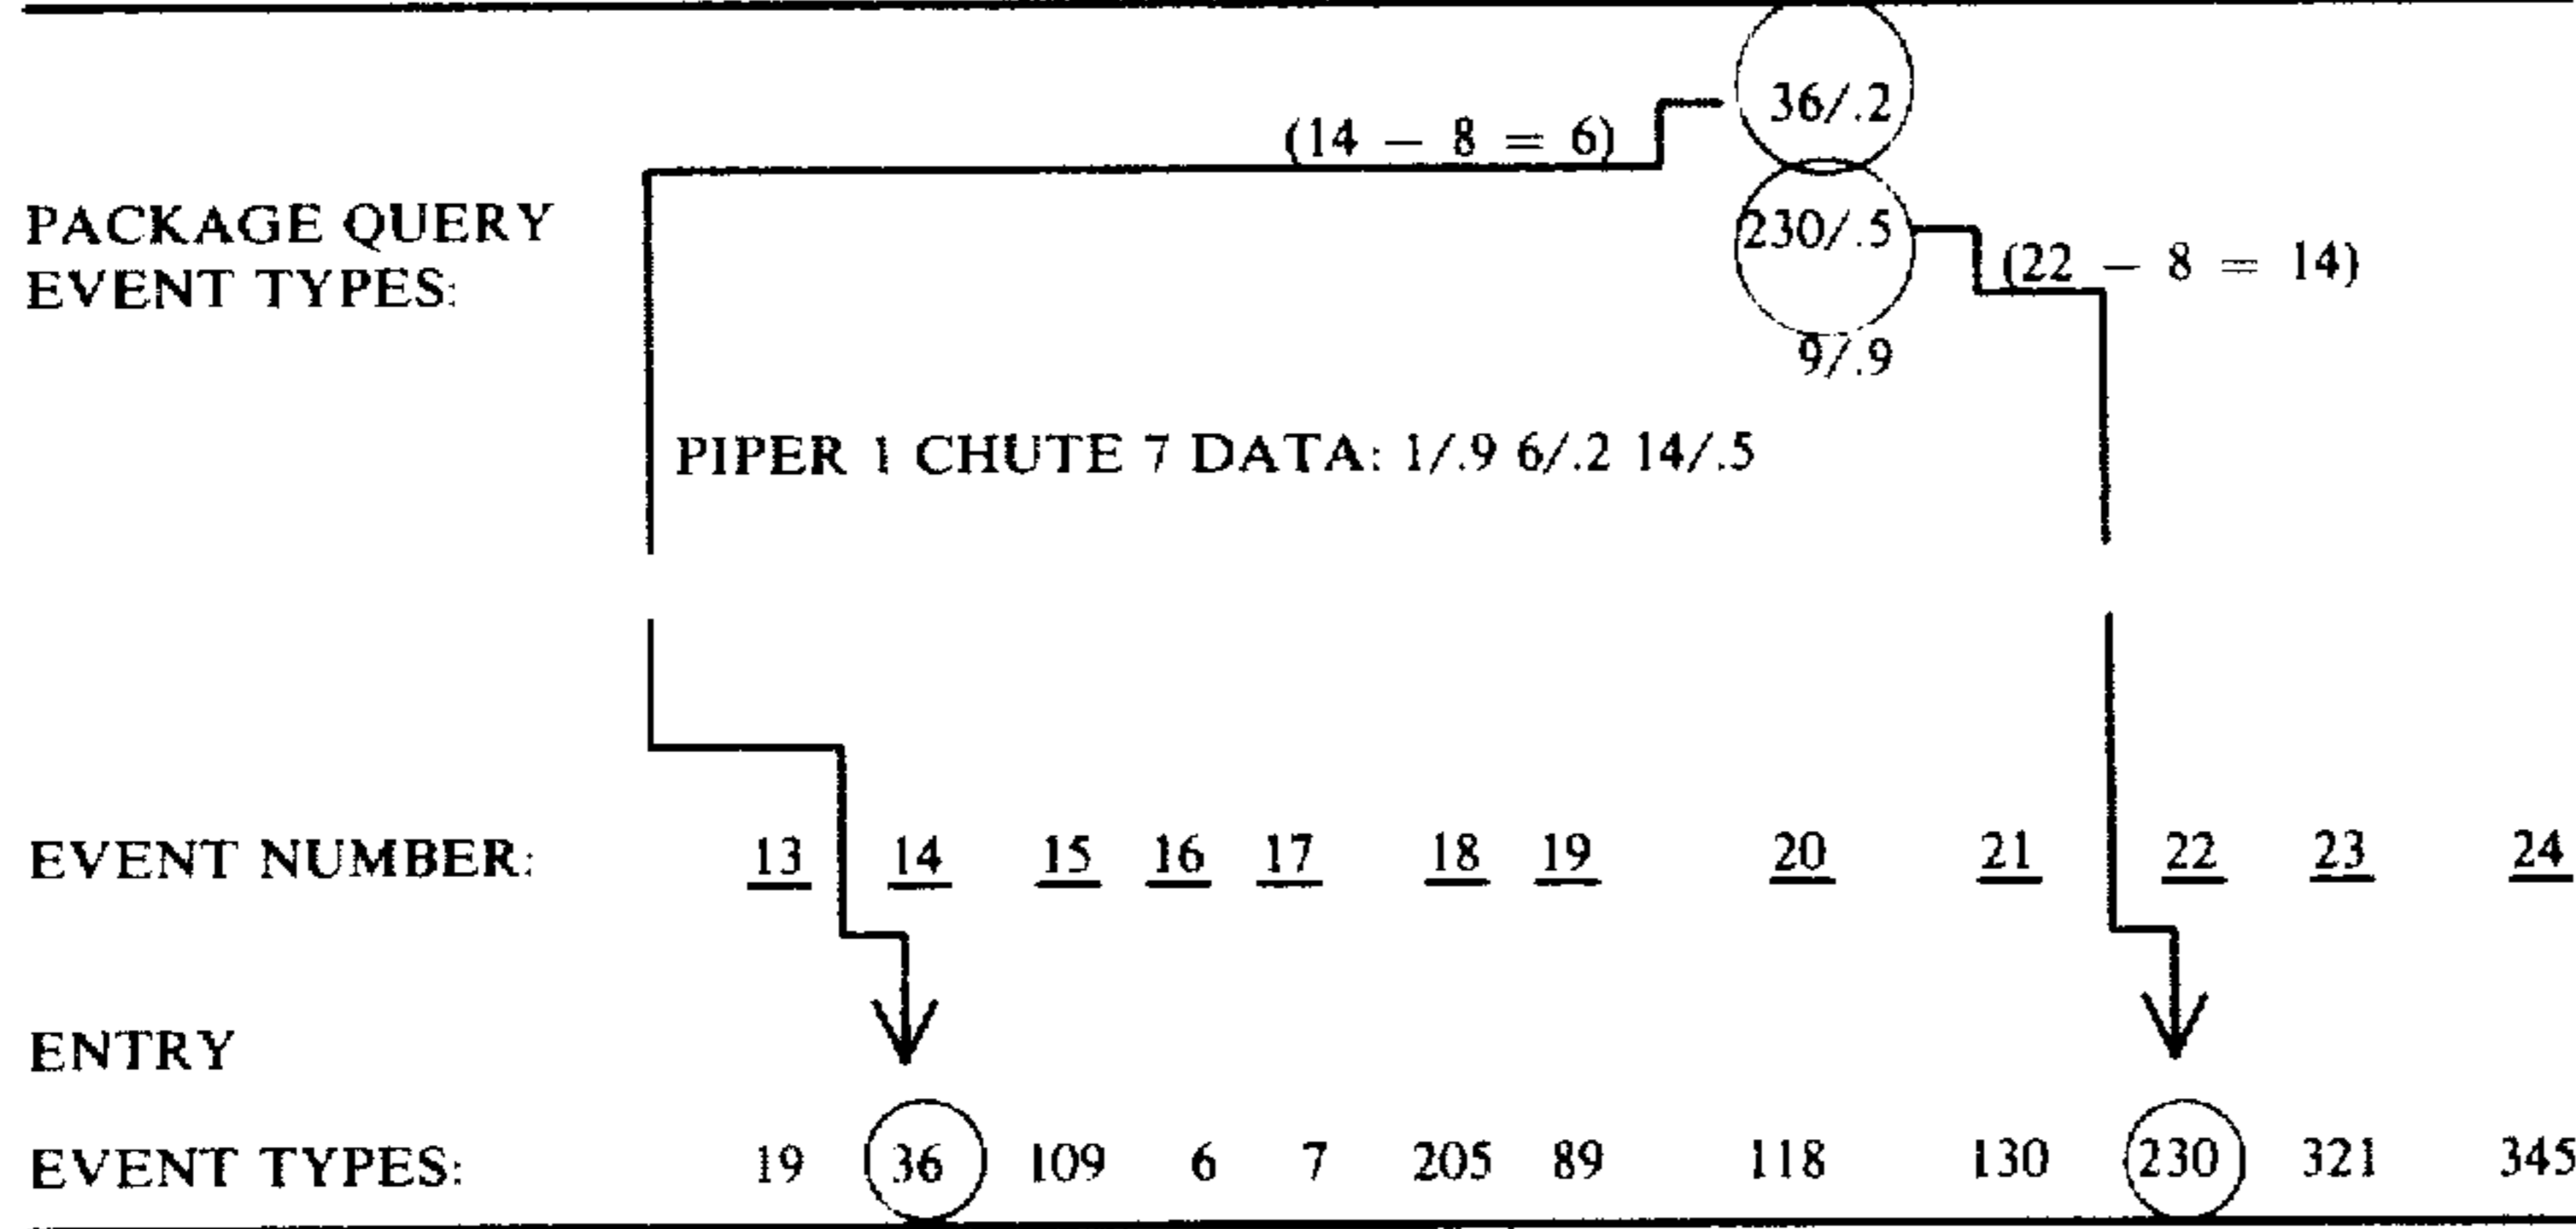 36/.2
(14 – 8 = 6)
PACKAGE QUERY 230/.5
EVENT TYPES: (22 – 8 = 14)
9/.9
PIPER 1 CHUTE 7 DATA: 1/.9 6/.2 14/.5
EVENT NUMBER: 13 14 15 16 17 18 19 20 21 22 23 24
ENTRY
EVENT TYPES: 19 36 109 6 7 205 89 118 130 230 321 345